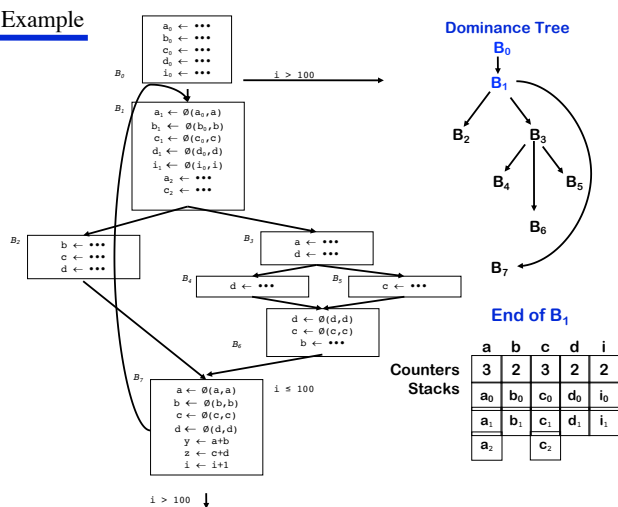 Example
a₀ ← •••
b₀ ← •••
c₀ ← •••
d₀ ← •••
i₀ ← •••
B₀
i > 100
B₁
a₁ ← Ø(a₀,a)
b₁ ← Ø(b₀,b)
c₁ ← Ø(c₀,c)
d₁ ← Ø(d₀,d)
i₁ ← Ø(i₀,i)
a₂ ← •••
c₂ ← •••
B₂
b ← •••
c ← •••
d ← •••
B₃
a ← •••
d ← •••
B₄
d ← •••
B₅
c ← •••
B₆
d ← Ø(d,d)
c ← Ø(c,c)
b ← •••
B₇
i ≤ 100
a ← Ø(a,a)
b ← Ø(b,b)
c ← Ø(c,c)
d ← Ø(d,d)
y ← a+b
z ← c+d
i ← i+1
i > 100
Dominance Tree
B₀
B₁
B₂ B₃
B₄ B₅
B₆
B₇
End of B₁
a b c d i
Counters 3 2 3 2 2
Stacks a₀ b₀ c₀ d₀ i₀
a₁ b₁ c₁ d₁ i₁
a₂ c₂